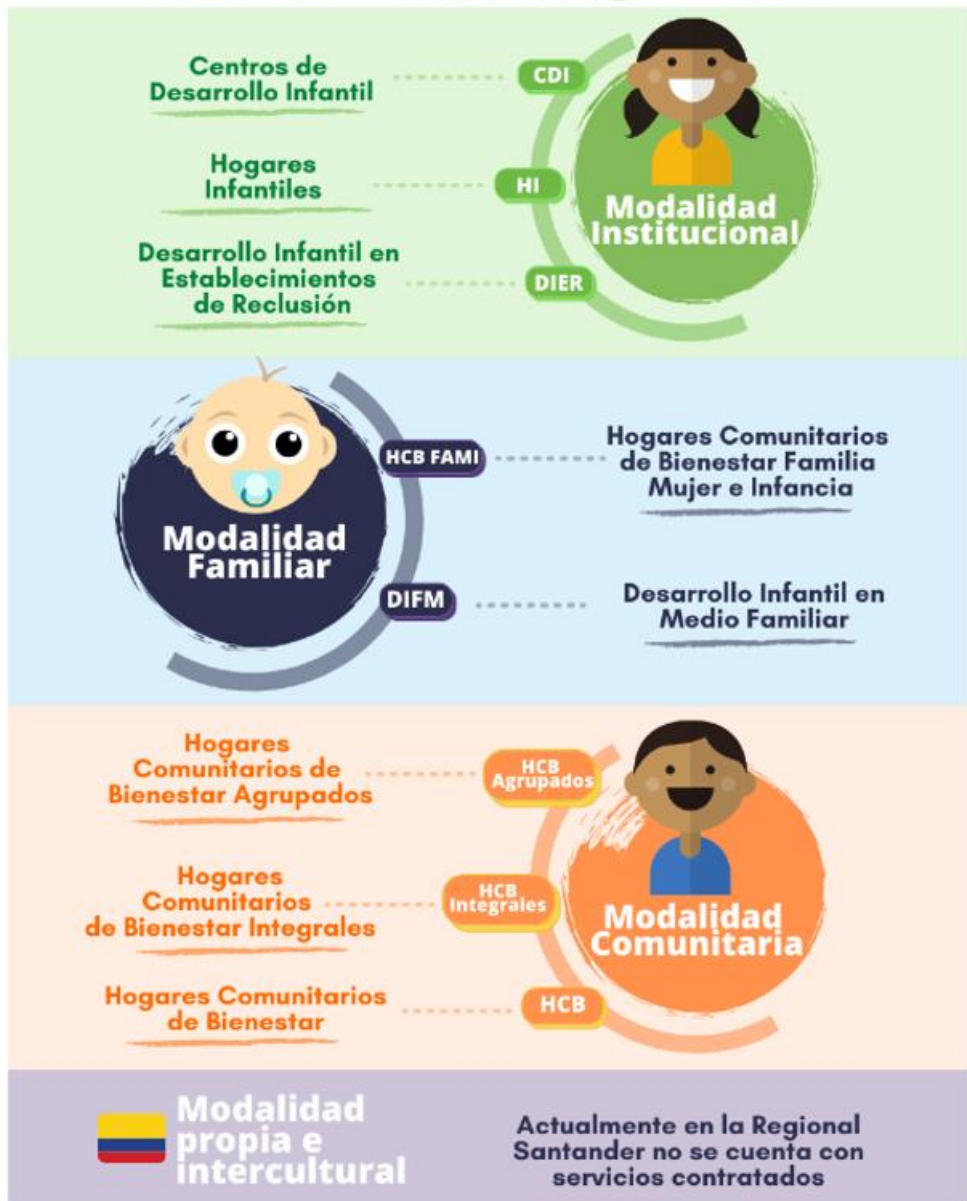 Centros de
Desarrollo Infantil
CDI
Hogares
Infantiles
HI
Desarrollo Infantil en
Establecimientos
de Reclusión
DIER
Modalidad
Institucional
Modalidad
Familiar
HCB FAMI
Hogares Comunitarios
de Bienestar Familia
Mujer e Infancia
DIFM
Desarrollo Infantil en
Medio Familiar
Hogares
Comunitarios de
Bienestar Agrupados
HCB
Agrupados
Hogares
Comunitarios
de Bienestar Integrales
HCB
Integrales
Hogares Comunitarios
de Bienestar
HCB
Modalidad
Comunitaria
Modalidad
propia e
intercultural
Actualmente en la Regional
Santander no se cuenta con
servicios contratados